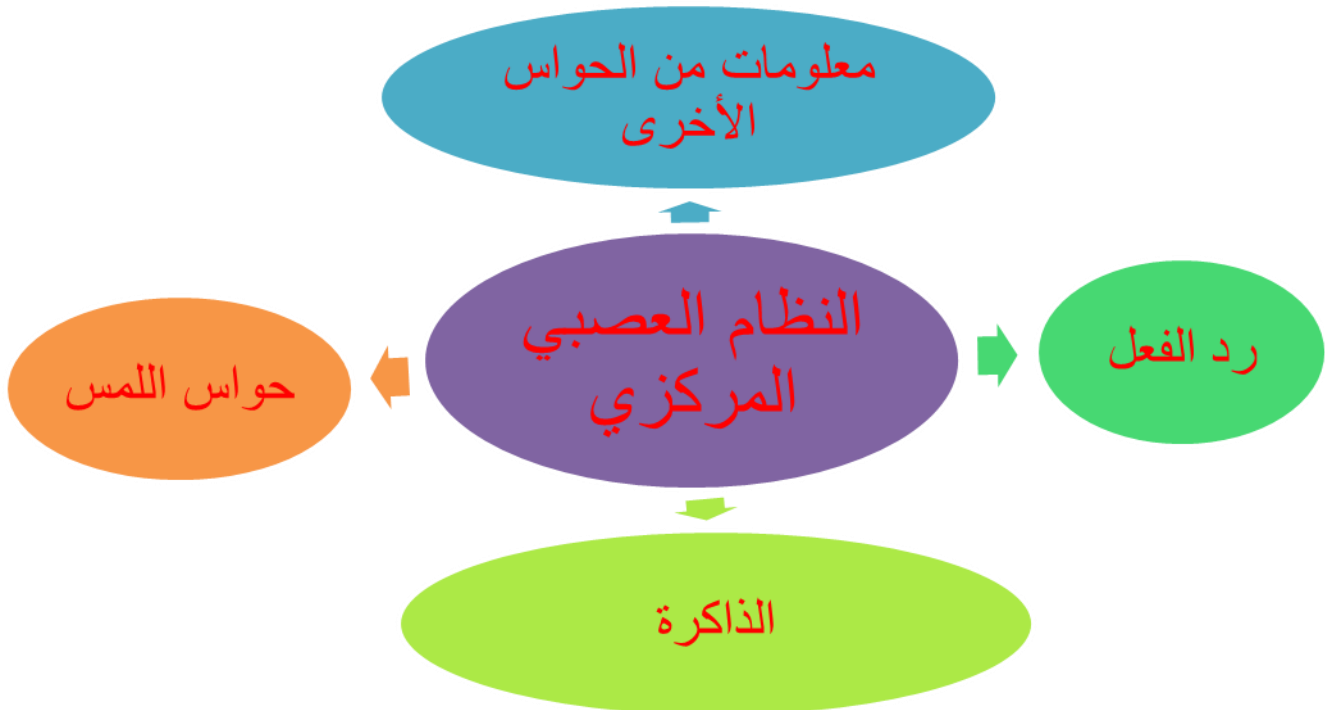 معلومات من الحواس
الأخرى
النظام العصبي
المركزي
رد الفعل
حواس اللمس
الذاكرة